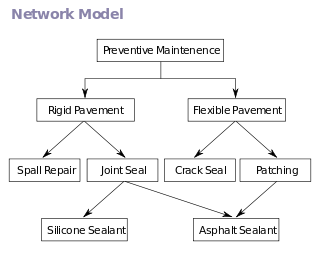 Network Model
Preventive Maintenence
Rigid Pavement
Flexible Pavement
Spall Repair
Joint Seal
Crack Seal
Patching
Silicone Sealant
Asphalt Sealant